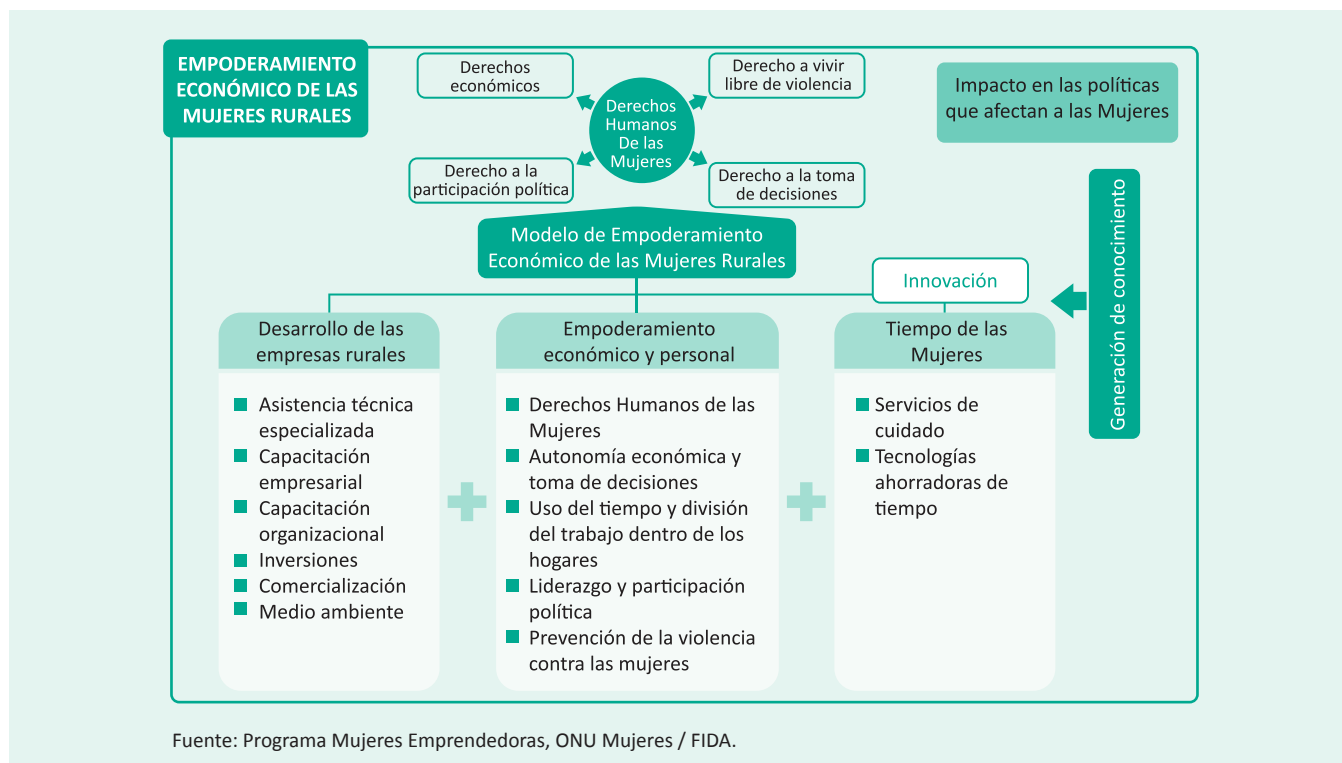 EMPODERAMIENTO
ECONÓMICO DE LAS
MUJERES RURALES
Derechos
económicos
Derecho a vivir
libre de violencia
Derechos
Humanos
De las
Mujeres
Derecho a la
participación política
Derecho a la toma
de decisiones
Impacto en las políticas
que afectan a las Mujeres
Modelo de Empoderamiento
Económico de las Mujeres Rurales
Innovación
Generación de conocimiento
Desarrollo de las
empresas rurales
Asistencia técnica
especializada
Capacitación
empresarial
Capacitación
organizacional
Inversiones
Comercialización
Medio ambiente
Empoderamiento
económico y personal
Derechos Humanos de las
Mujeres
Autonomía económica y
toma de decisiones
Uso del tiempo y división
del trabajo dentro de los
hogares
Liderazgo y participación
política
Prevención de la violencia
contra las mujeres
Tiempo de las
Mujeres
Servicios de
cuidado
Tecnologías
ahorradoras de
tiempo
Fuente: Programa Mujeres Emprendedoras, ONU Mujeres / FIDA.